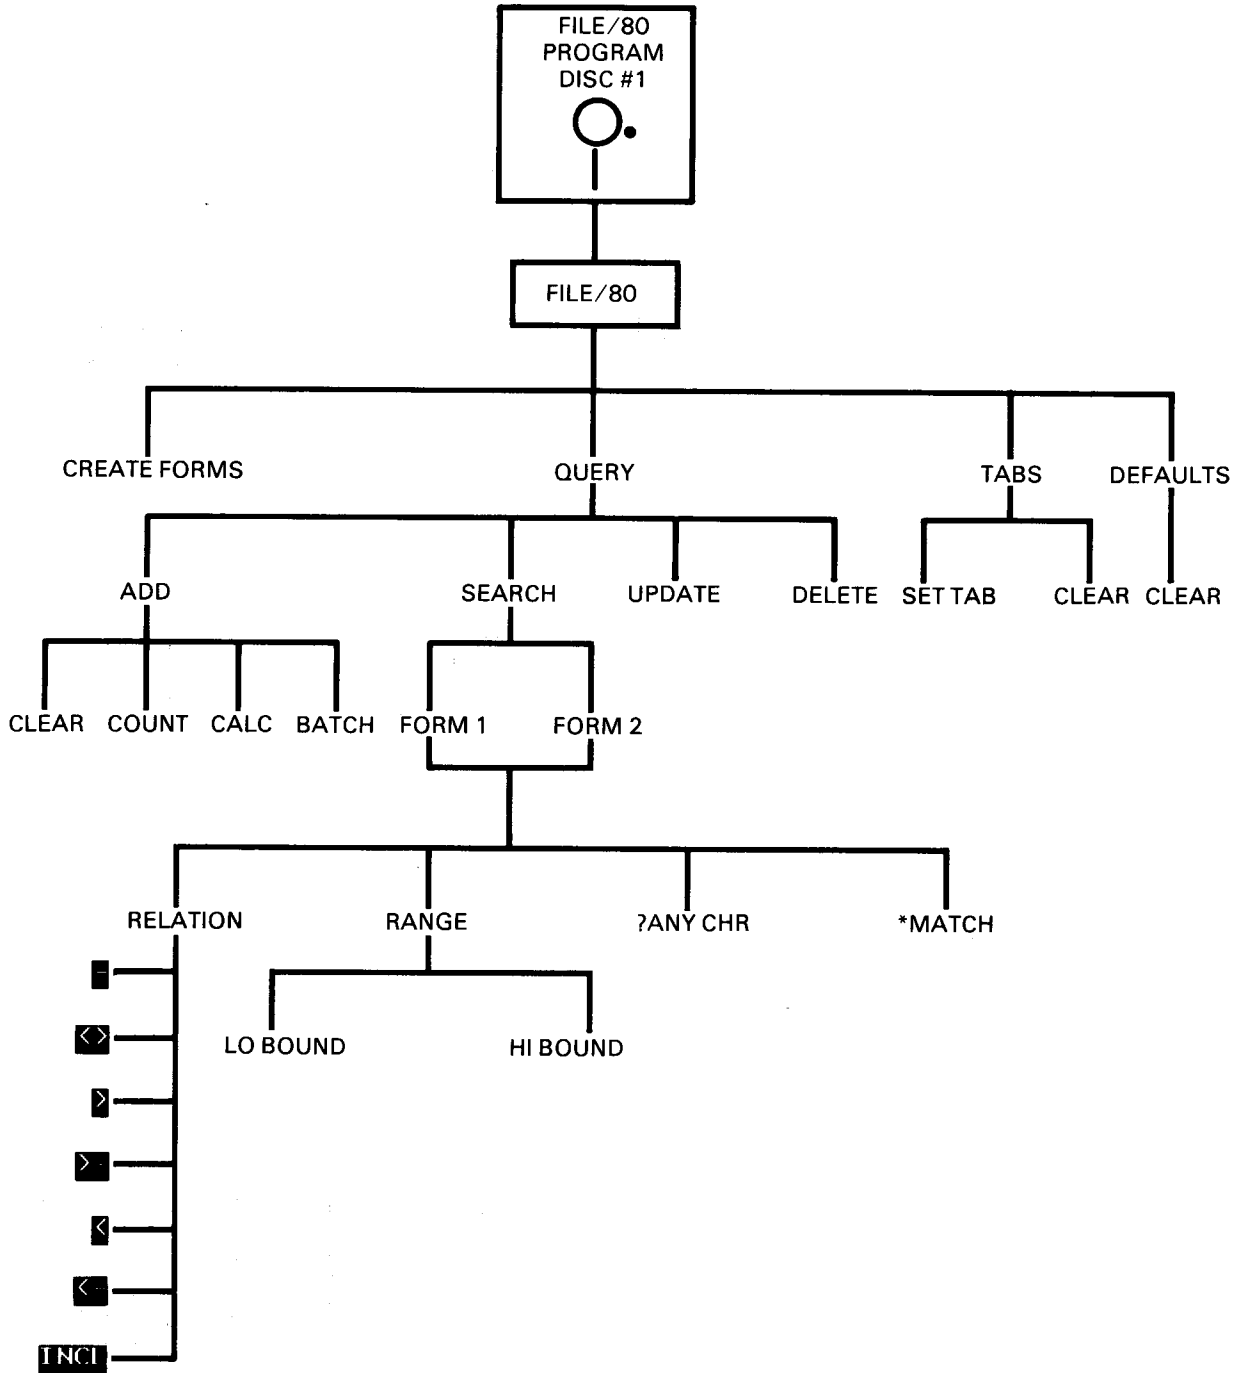 FILE/80
PROGRAM
DISC #1
FILE/80
CREATE FORMS
QUERY
TABS
DEFAULTS
ADD
SEARCH
UPDATE
DELETE
SET TAB
CLEAR
CLEAR
CLEAR
COUNT
CALC
BATCH
FORM 1
FORM 2
RELATION
RANGE
?ANY CHR
*MATCH
<>
LO BOUND
HI BOUND
>
<